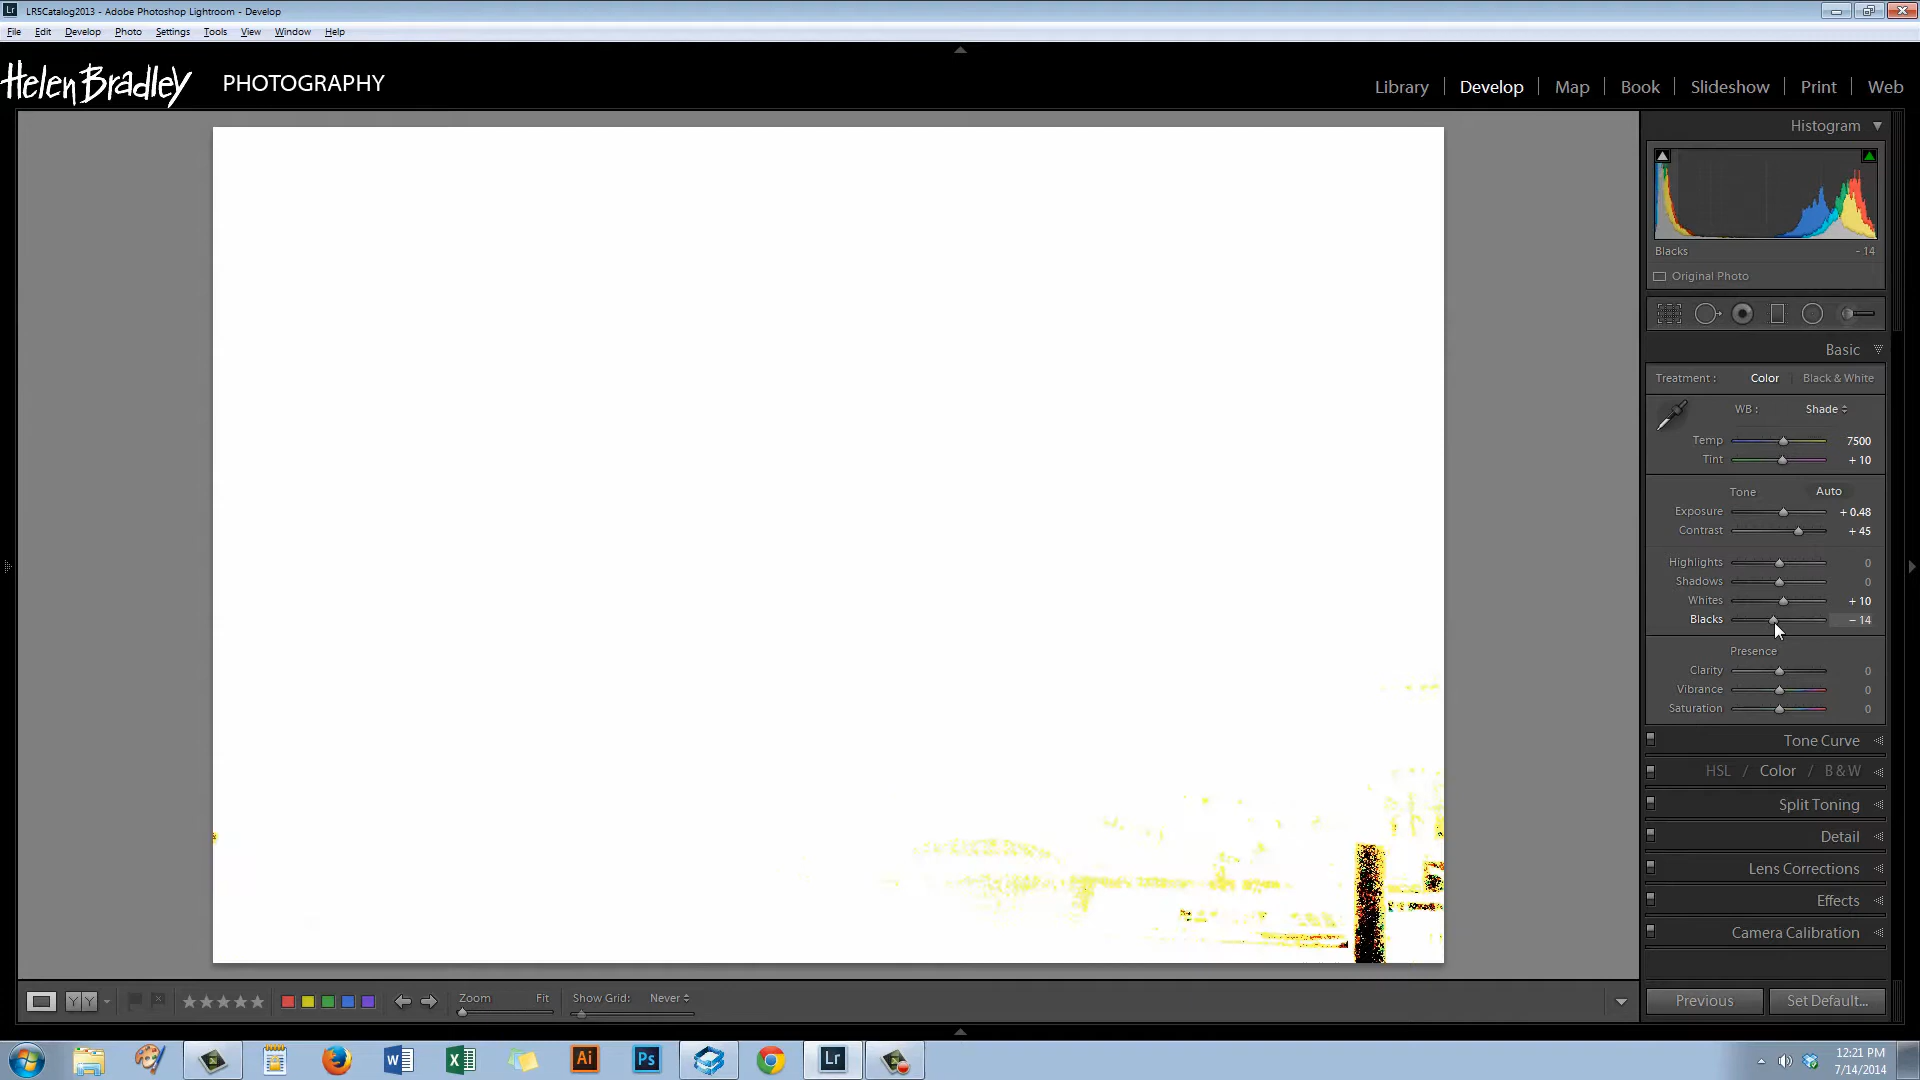 LR5Catalog2013 - Adobe Photoshop Lightroom - Develop
File Edit Develop Photo Settings Tools View Window Help
Helen Bradley PHOTOGRAPHY
Library Develop Map Book Slideshow Print Web
Histogram
Blacks - 14
Original Photo
Basic
Treatment : Color Black & White
WB : Shade
Temp 7500
Tint + 10
Tone Auto
Exposure + 0.48
Contrast + 45
Highlights 0
Shadows 0
Whites + 10
Blacks - 14
Presence
Clarity 0
Vibrance 0
Saturation 0
Tone Curve
HSL / Color / B & W
Split Toning
Detail
Lens Corrections
Effects
Camera Calibration
YY Zoom Fit Show Grid: Never
Previous Set Default...
W X Ai Ps Lr
12:21 PM
7/14/2014